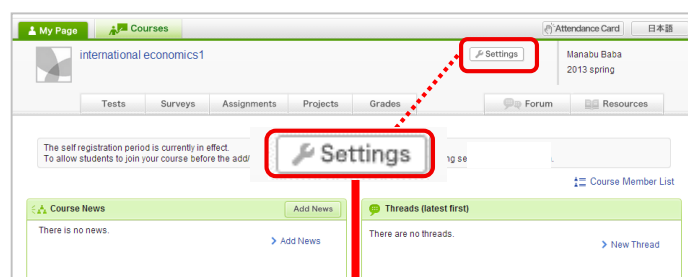 My Page
Courses
Attendance Card
日本語
international economics1
Settings
Manabu Baba
2013 spring
Tests
Surveys
Assignments
Projects
Grades
Forum
Resources
The self registration period is currently in effect.
To allow students to join your course before the add/
Settings
Course Member List
Course News
Add News
Threads (latest first)
There is no news.
There are no threads.
Add News
New Thread